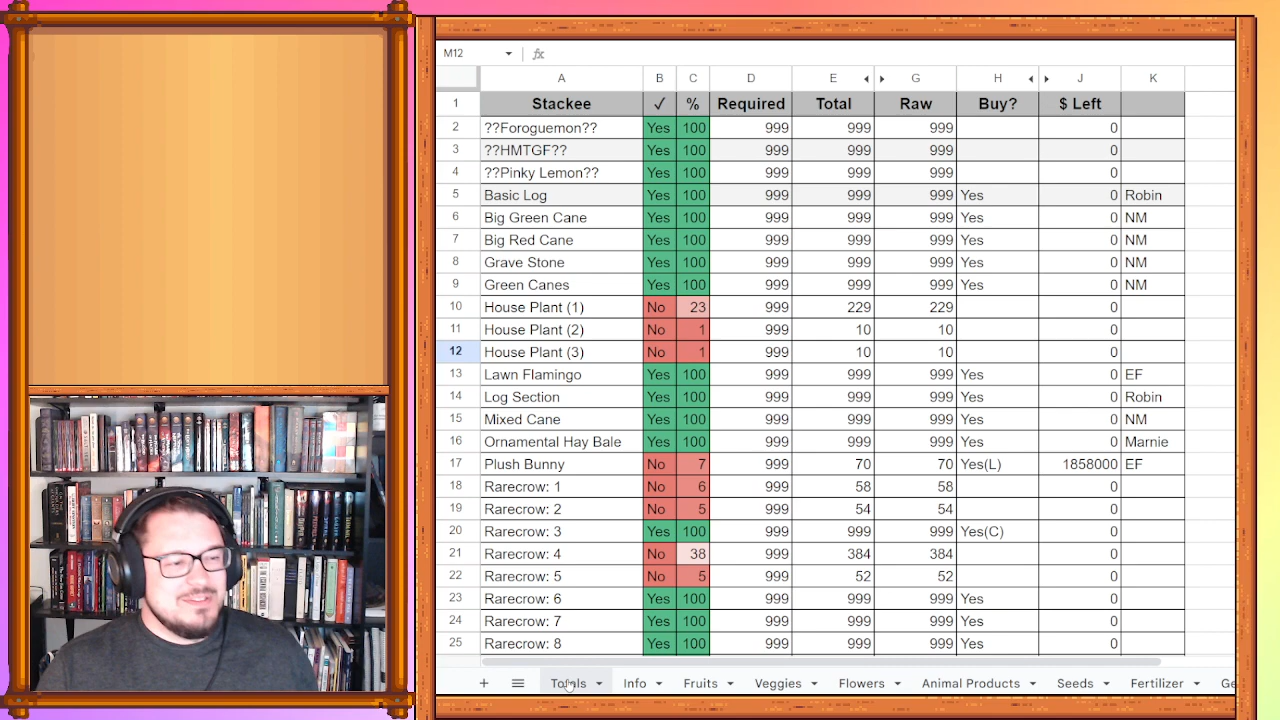 M12 fx
A B C D E G H J K
1 Stackee ✓ % Required Total Raw Buy? $ Left
2 ??Foroguemon?? Yes 100 999 999 999 0
3 ??HMTGF?? Yes 100 999 999 999 0
4 ??Pinky Lemon?? Yes 100 999 999 999 0
5 Basic Log Yes 100 999 999 999 Yes 0 Robin
6 Big Green Cane Yes 100 999 999 999 Yes 0 NM
7 Big Red Cane Yes 100 999 999 999 Yes 0 NM
8 Grave Stone Yes 100 999 999 999 Yes 0 NM
9 Green Canes Yes 100 999 999 999 Yes 0 NM
10 House Plant (1) No 23 999 229 229 0
11 House Plant (2) No 1 999 10 10 0
12 House Plant (3) No 1 999 10 10 0
13 Lawn Flamingo Yes 100 999 999 999 Yes 0 EF
14 Log Section Yes 100 999 999 999 Yes 0 Robin
15 Mixed Cane Yes 100 999 999 999 Yes 0 NM
16 Ornamental Hay Bale Yes 100 999 999 999 Yes 0 Marnie
17 Plush Bunny No 7 999 70 70 Yes(L) 1858000 EF
18 Rarecrow: 1 No 6 999 58 58 0
19 Rarecrow: 2 No 5 999 54 54 0
20 Rarecrow: 3 Yes 100 999 999 999 Yes(C) 0
21 Rarecrow: 4 No 38 999 384 384 0
22 Rarecrow: 5 No 5 999 52 52 0
23 Rarecrow: 6 Yes 100 999 999 999 Yes 0
24 Rarecrow: 7 Yes 100 999 999 999 Yes 0
25 Rarecrow: 8 Yes 100 999 999 999 Yes 0
+ Totals Info Fruits Veggies Flowers Animal Products Seeds Fertilizer Ge